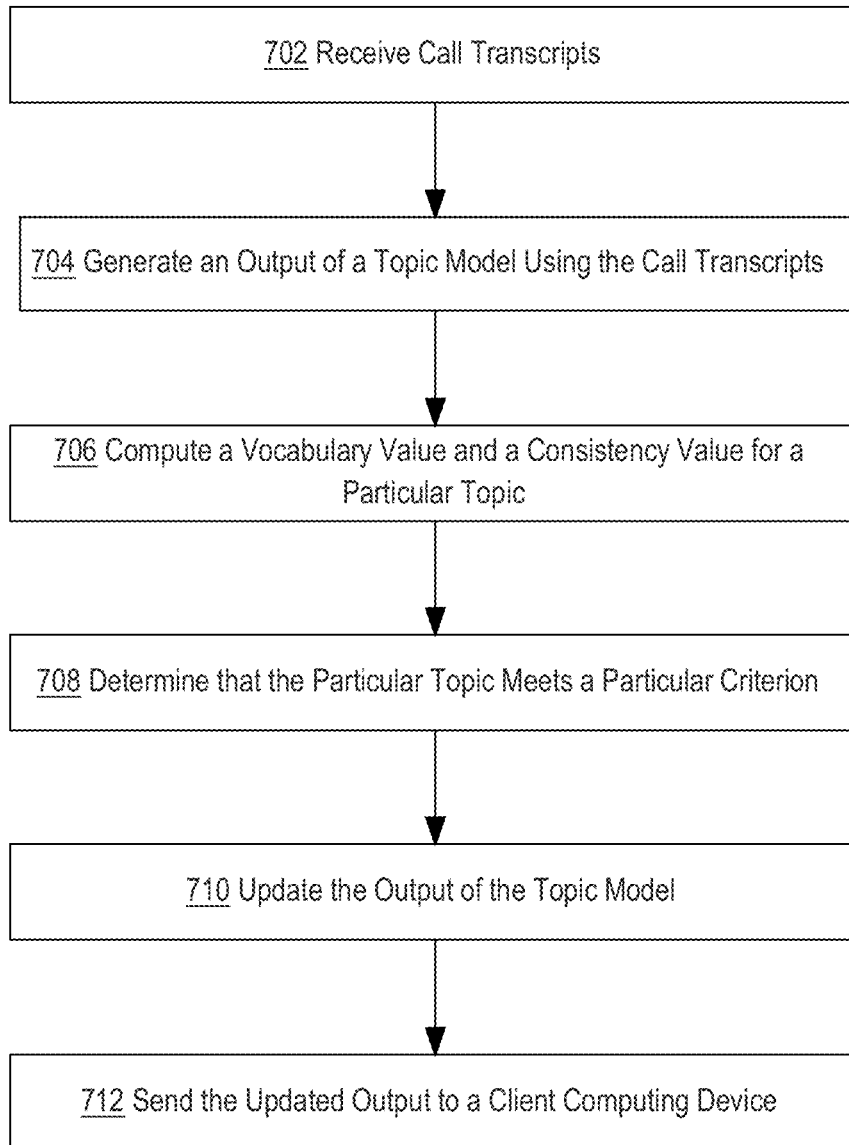 702 Receive Call Transcripts
704 Generate an Output of a Topic Model Using the Call Transcripts
706 Compute a Vocabulary Value and a Consistency Value for a
Particular Topic
708 Determine that the Particular Topic Meets a Particular Criterion
710 Update the Output of the Topic Model
712 Send the Updated Output to a Client Computing Device